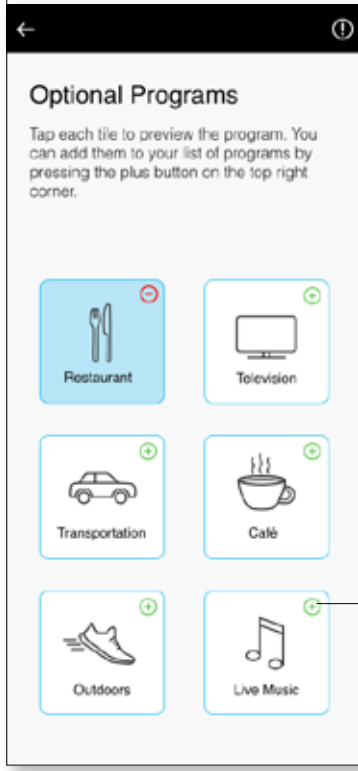 Optional Programs
Tap each tile to preview the program. You
can add them to your list of programs by
pressing the plus button on the top right
corner.
Restaurant
Television
Transportation
Café
Outdoors
Live Music